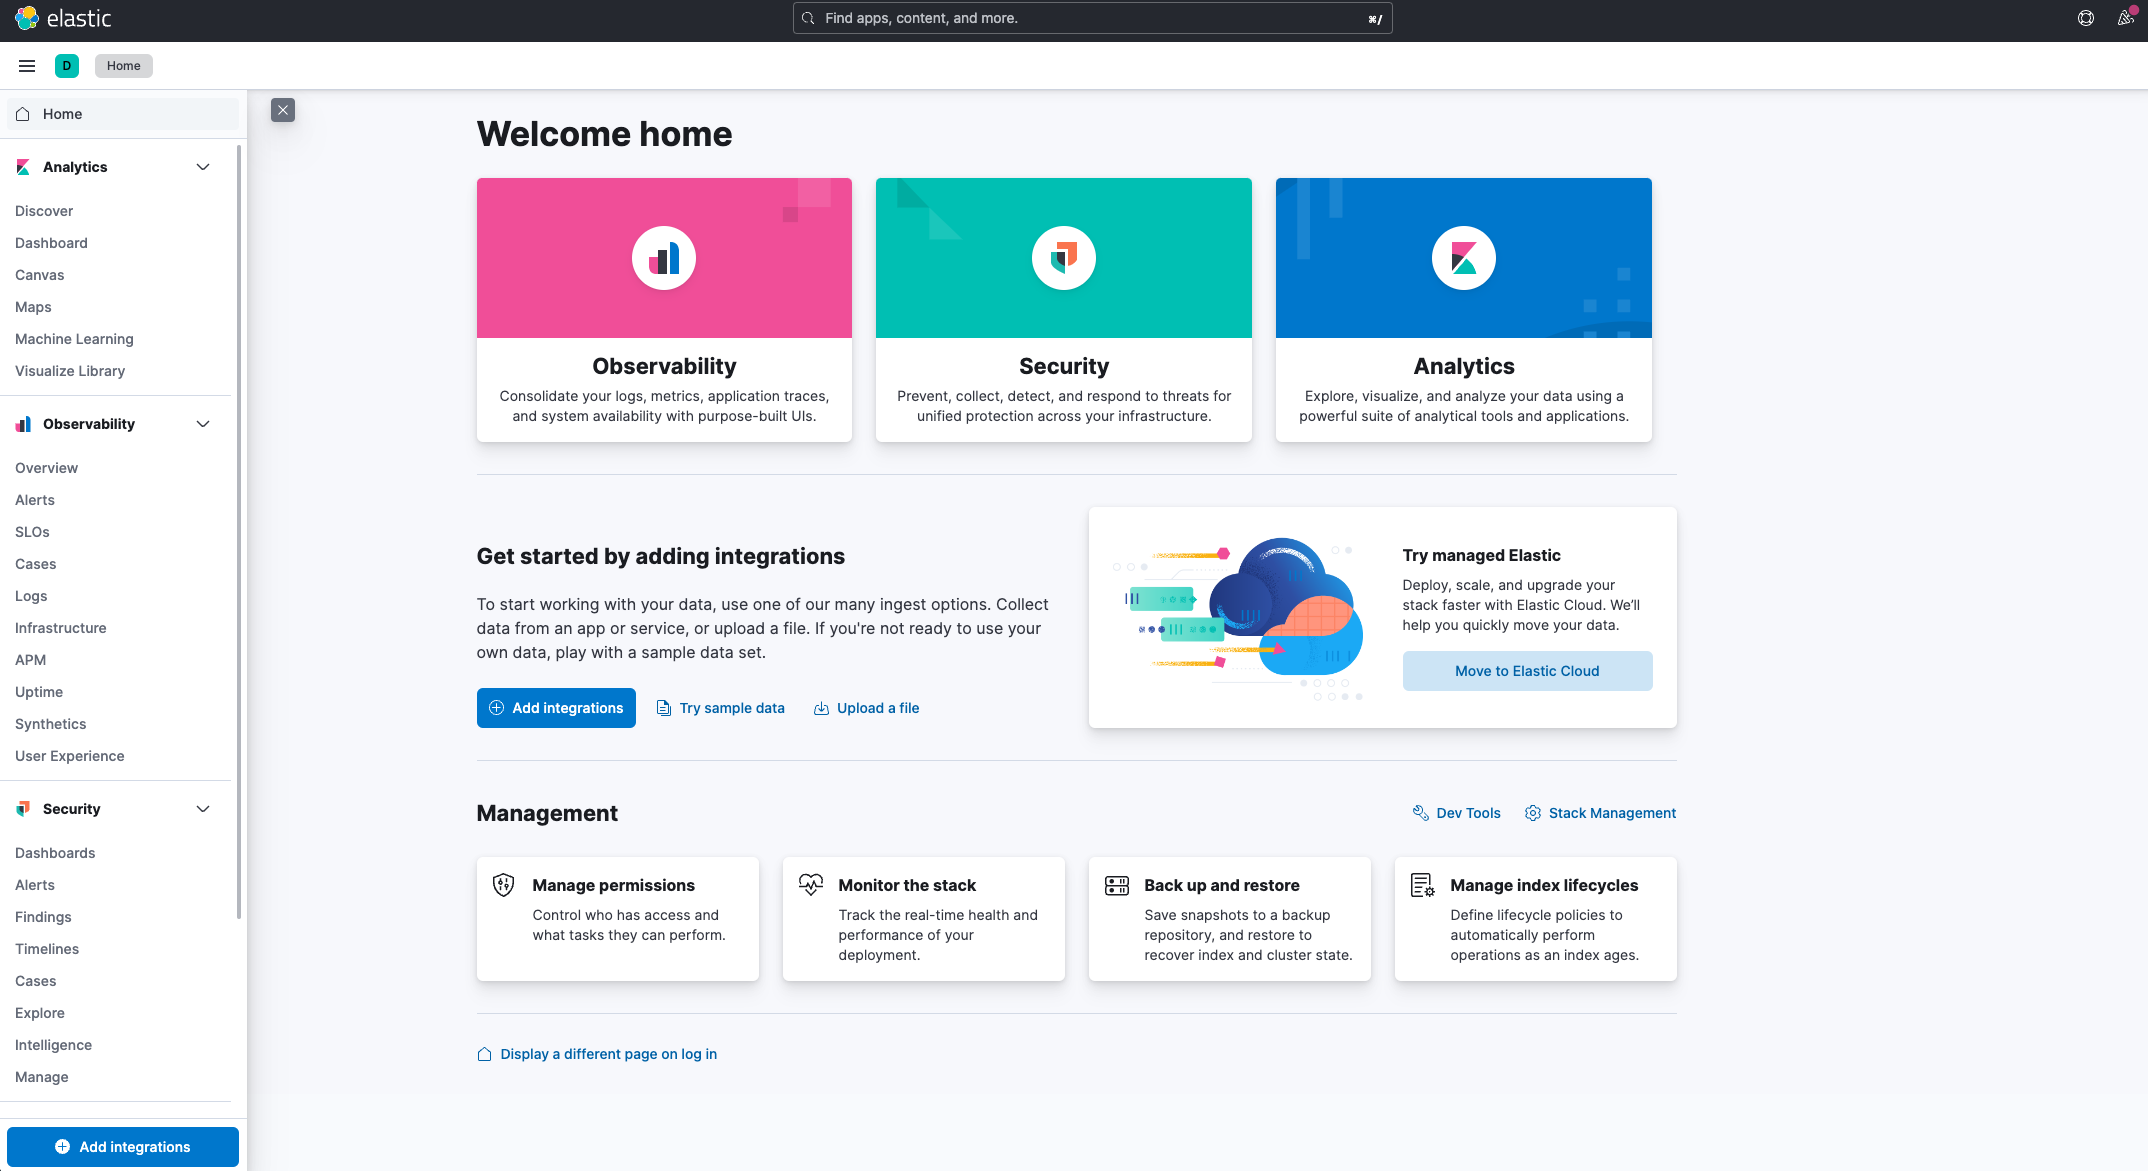 elastic
Find apps, content, and more.
⌘/
D
Home
Home
Analytics
Discover
Dashboard
Canvas
Maps
Machine Learning
Visualize Library
Observability
Overview
Alerts
SLOs
Cases
Logs
Infrastructure
APM
Uptime
Synthetics
User Experience
Security
Dashboards
Alerts
Findings
Timelines
Cases
Explore
Intelligence
Manage
Add integrations
Welcome home
Observability
Consolidate your logs, metrics, application traces,
and system availability with purpose-built UIs.
Security
Prevent, collect, detect, and respond to threats for
unified protection across your infrastructure.
Analytics
Explore, visualize, and analyze your data using a
powerful suite of analytical tools and applications.
Get started by adding integrations
To start working with your data, use one of our many ingest options. Collect
data from an app or service, or upload a file. If you're not ready to use your
own data, play with a sample data set.
Add integrations
Try sample data
Upload a file
Try managed Elastic
Deploy, scale, and upgrade your
stack faster with Elastic Cloud. We’ll
help you quickly move your data.
Move to Elastic Cloud
Management
Dev Tools
Stack Management
Manage permissions
Control who has access and
what tasks they can perform.
Monitor the stack
Track the real-time health and
performance of your
deployment.
Back up and restore
Save snapshots to a backup
repository, and restore to
recover index and cluster state.
Manage index lifecycles
Define lifecycle policies to
automatically perform
operations as an index ages.
Display a different page on log in